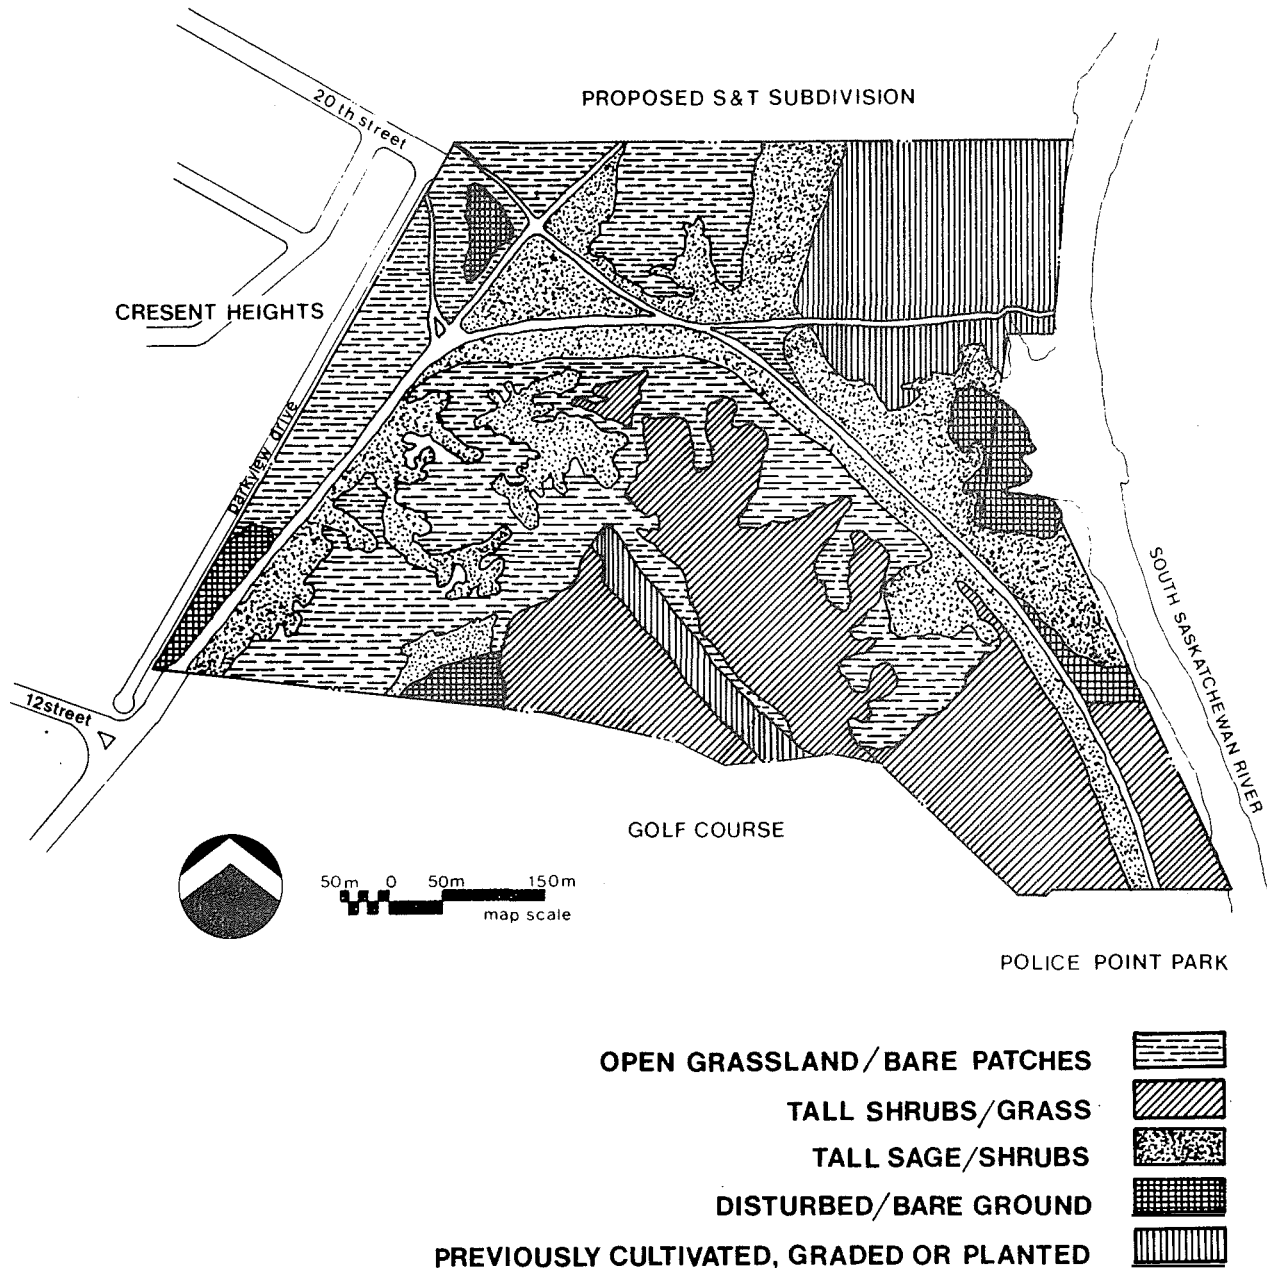 PROPOSED S&T SUBDIVISION
20th street
CRESENT HEIGHTS
parkview drive
SOUTH SASKATCHEWAN RIVER
12street
GOLF COURSE
50m 0 50m 150m
map scale
POLICE POINT PARK
OPEN GRASSLAND/BARE PATCHES
TALL SHRUBS/GRASS
TALL SAGE/SHRUBS
DISTURBED/BARE GROUND
PREVIOUSLY CULTIVATED, GRADED OR PLANTED